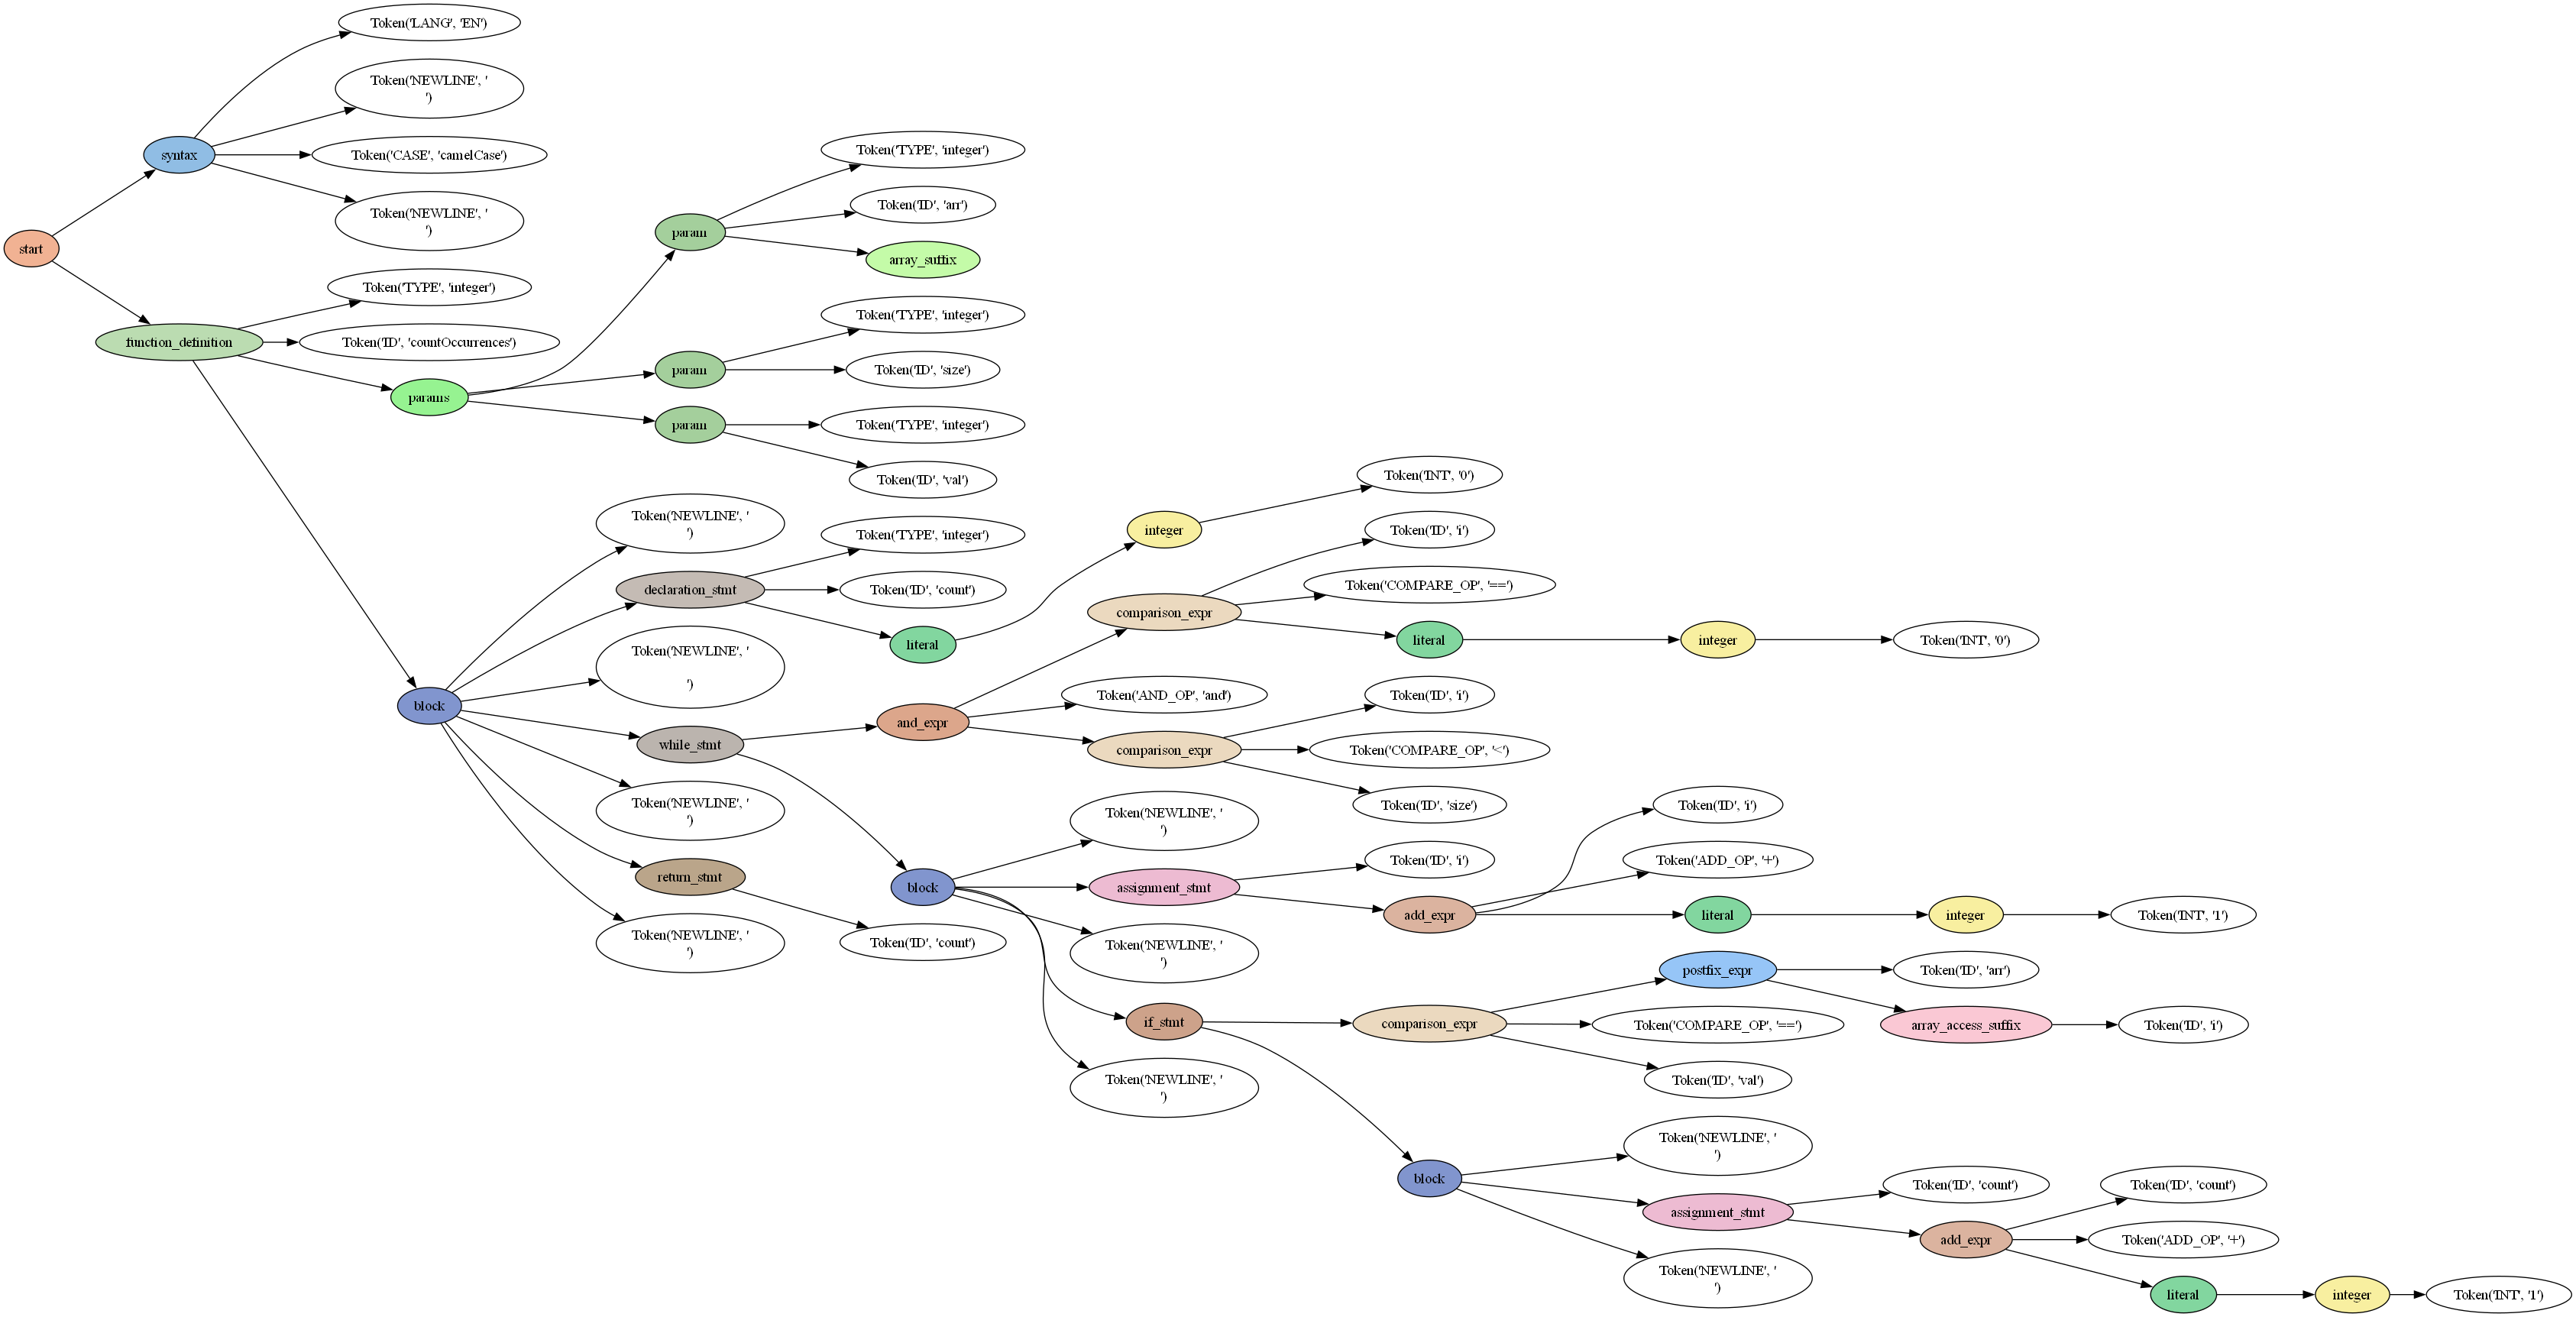 start
syntax
Token('LANG', 'EN')
Token('NEWLINE', '
')
Token('CASE', 'camelCase')
Token('NEWLINE', '
')
function_definition
Token('TYPE', 'integer')
Token('ID', 'countOccurrences')
params
param
Token('TYPE', 'integer')
Token('ID', 'arr')
array_suffix
param
Token('TYPE', 'integer')
Token('ID', 'size')
param
Token('TYPE', 'integer')
Token('ID', 'val')
block
Token('NEWLINE', '
')
declaration_stmt
Token('TYPE', 'integer')
Token('ID', 'count')
literal
integer
Token('INT', '0')
Token('NEWLINE', '
')
while_stmt
and_expr
comparison_expr
Token('ID', 'i')
Token('COMPARE_OP', '==')
literal
integer
Token('INT', '0')
Token('AND_OP', 'and')
comparison_expr
Token('ID', 'i')
Token('COMPARE_OP', '<')
Token('ID', 'size')
block
Token('NEWLINE', '
')
assignment_stmt
Token('ID', 'i')
add_expr
Token('ID', 'i')
Token('ADD_OP', '+')
literal
integer
Token('INT', '1')
Token('NEWLINE', '
')
if_stmt
comparison_expr
postfix_expr
Token('ID', 'arr')
array_access_suffix
Token('ID', 'i')
Token('COMPARE_OP', '==')
Token('ID', 'val')
block
Token('NEWLINE', '
')
assignment_stmt
Token('ID', 'count')
add_expr
Token('ID', 'count')
Token('ADD_OP', '+')
literal
integer
Token('INT', '1')
Token('NEWLINE', '
')
Token('NEWLINE', '
')
Token('NEWLINE', '
')
return_stmt
Token('ID', 'count')
Token('NEWLINE', '
')